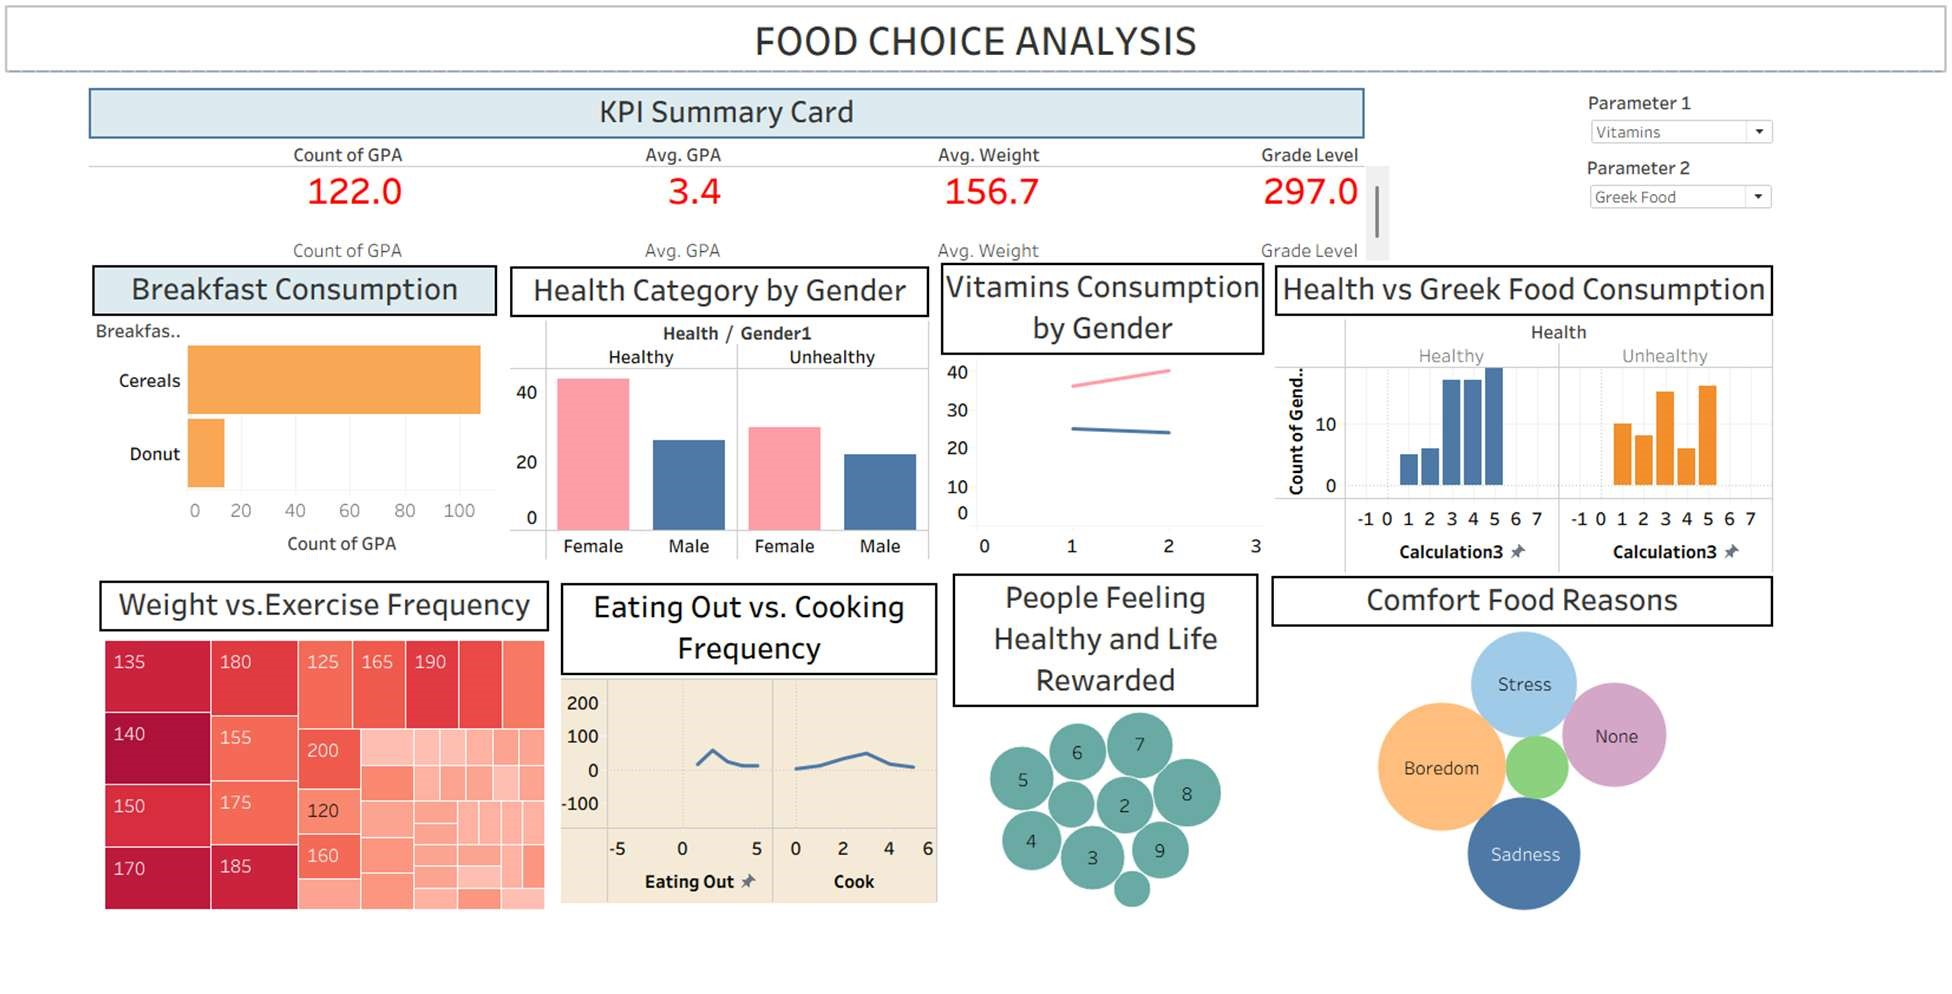 FOOD CHOICE ANALYSIS
KPI Summary Card
Parameter 1
Vitamins
Parameter 2
Greek Food
Count of GPA Avg. GPA Avg. Weight Grade Level
122.0 3.4 156.7 297.0
Count of GPA Avg. GPA Avg. Weight Grade Level
Breakfast Consumption
Breakfas..
Cereals
Donut
0 20 40 60 80 100
Count of GPA
Health Category by Gender
Health / Gender1
Healthy Unhealthy
40
20
0
Female Male Female Male
Vitamins Consumption
by Gender
40
30
20
10
0
0 1 2 3
Health vs Greek Food Consumption
Health
Healthy Unhealthy
Count of Gend..
10
0
-1 0 1 2 3 4 5 6 7 -1 0 1 2 3 4 5 6 7
Calculation3 Calculation3
Weight vs.Exercise Frequency
135 180 125 165 190
140 155 200
150 175 120
170 185 160
Eating Out vs. Cooking
Frequency
200
100
0
-100
-5 0 5 0 2 4 6
Eating Out Cook
People Feeling
Healthy and Life
Rewarded
6 7
5 2 8
4 3 9
Comfort Food Reasons
Stress
None
Boredom
Sadness